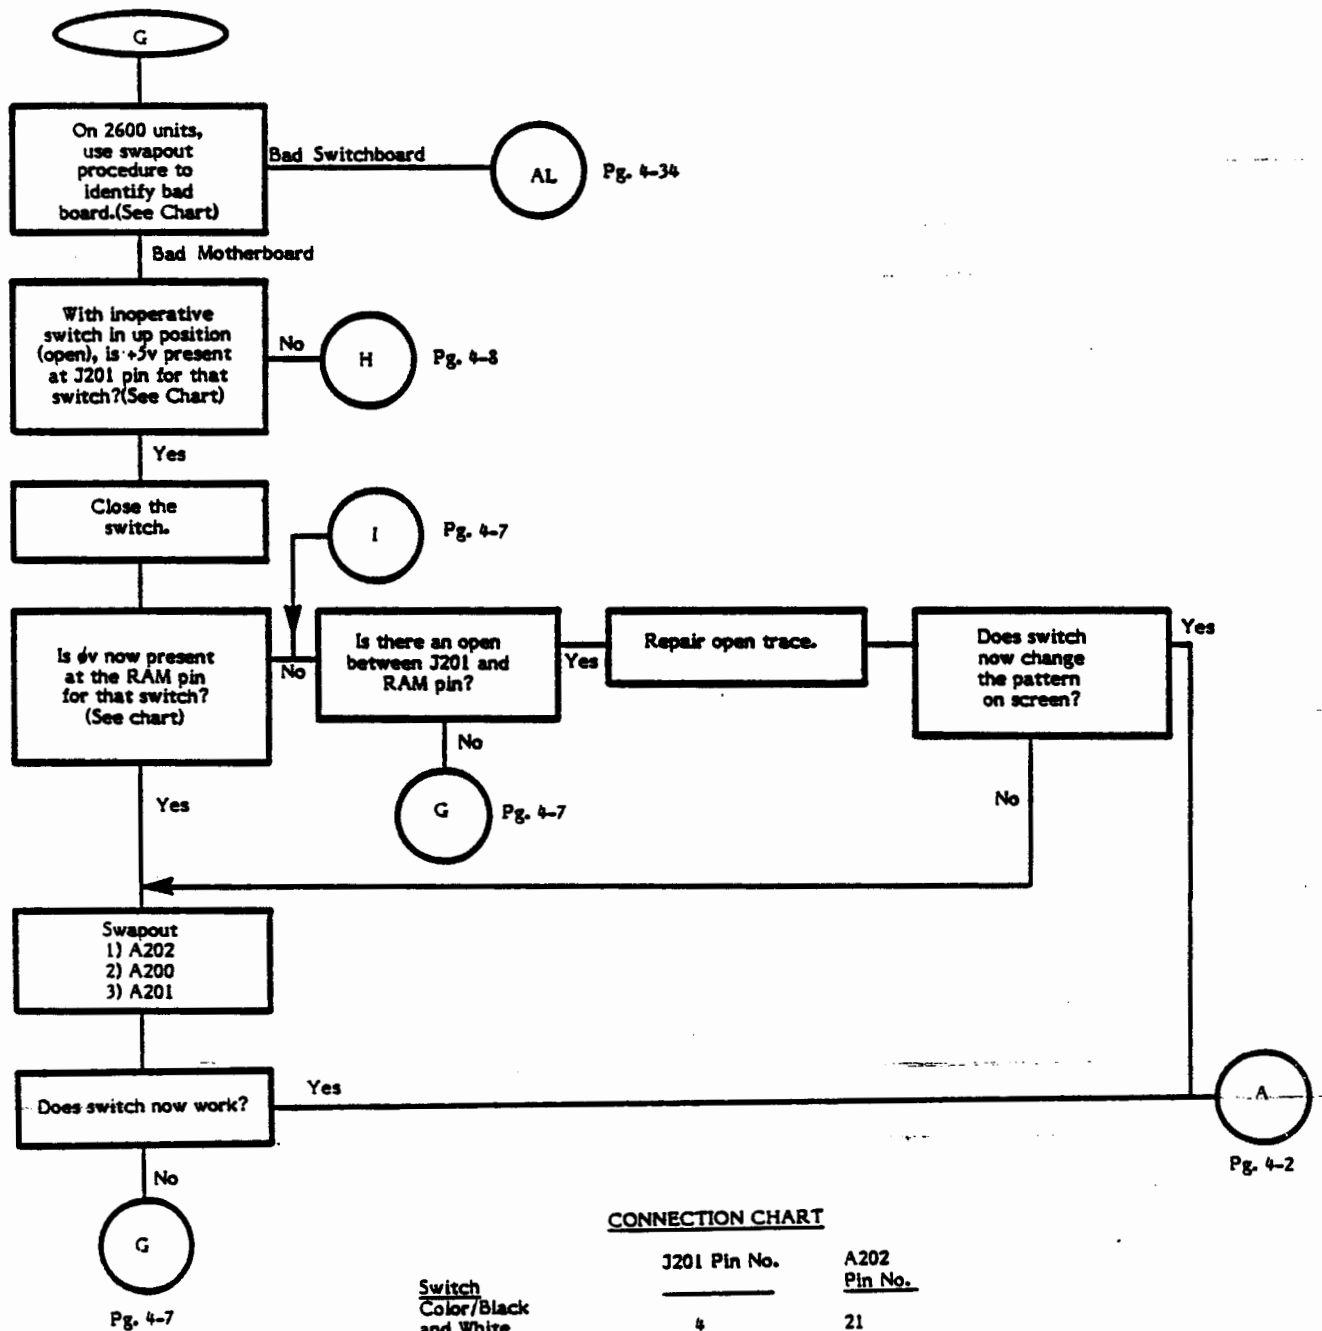 G
On 2600 units,
use swapout
procedure to
identify bad
board.(See Chart)
Bad Switchboard
AL
Pg. 4-34
Bad Motherboard
With inoperative
switch in up position
(open), is +5v present
at J201 pin for that
switch?(See Chart)
No
H
Pg. 4-8
Yes
Close the
switch.
I
Pg. 4-7
Is φv now present
at the RAM pin
for that switch?
(See chart)
No
Is there an open
between J201 and
RAM pin?
Yes
Repair open trace.
Does switch
now change
the pattern
on screen?
Yes
No
G
Pg. 4-7
No
Yes
Swapout
1) A202
2) A200
3) A201
Does switch now work?
Yes
A
Pg. 4-2
No
G
Pg. 4-7
CONNECTION CHART
J201 Pin No. A202
Switch Pin No.
Color/Black
and White 4 21